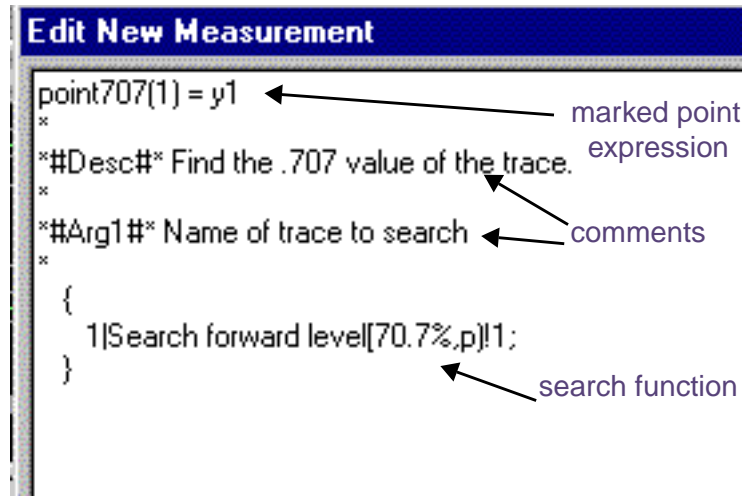 Edit New Measurement
point707(1) = y1
*
*#Desc#* Find the .707 value of the trace.
*
*#Arg1#* Name of trace to search
*
{
1|Search forward level[70.7%,p]!1;
}
marked point
expression
comments
search function